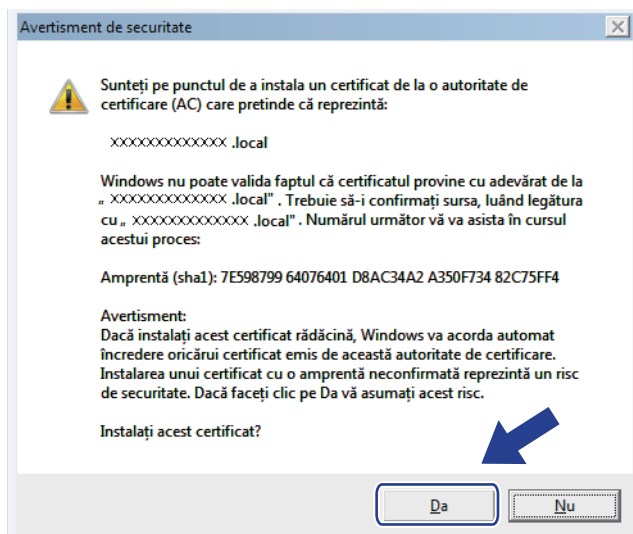 Avertisment de securitate
Sunteți pe punctul de a instala un certificat de la o autoritate de
certificare (AC) care pretinde că reprezintă:
XXXXXXXXXXXXX .local
Windows nu poate valida faptul că certificatul provine cu adevărat de la
„ XXXXXXXXXXXXX .local" . Trebuie să-i confirmați sursa, luând legătura
cu „ XXXXXXXXXXXXX .local" . Numărul următor vă va asista în cursul
acestui proces:
Amprentă (sha1): 7E598799 64076401 D8AC34A2 A350F734 82C75FF4
Avertisment:
Dacă instalați acest certificat rădăcină, Windows va acorda automat
încredere oricărui certificat emis de această autoritate de certificare.
Instalarea unui certificat cu o amprentă neconfirmată reprezintă un risc
de securitate. Dacă faceți clic pe Da vă asumați acest risc.
Instalați acest certificat?
Da
Nu